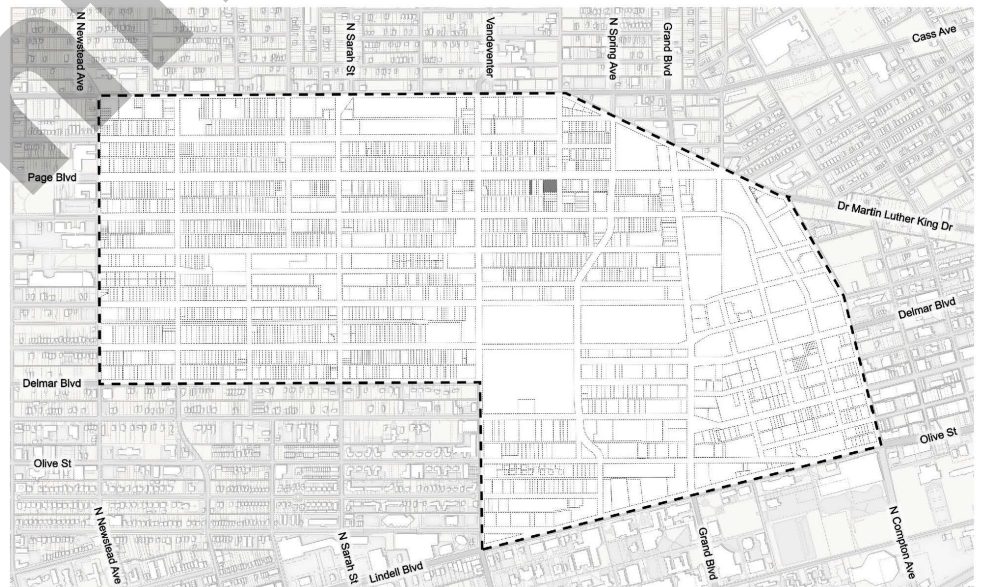 N Newstead Ave
N Sarah St
Vandeventer
N Spring Ave
Grand Blvd
Cass Ave
Page Blvd
Dr Martin Luther King Dr
Delmar Blvd
Delmar Blvd
Olive St
Olive St
N Newstead Ave
N Sarah St
Lindell Blvd
Grand Blvd
N Compton Ave